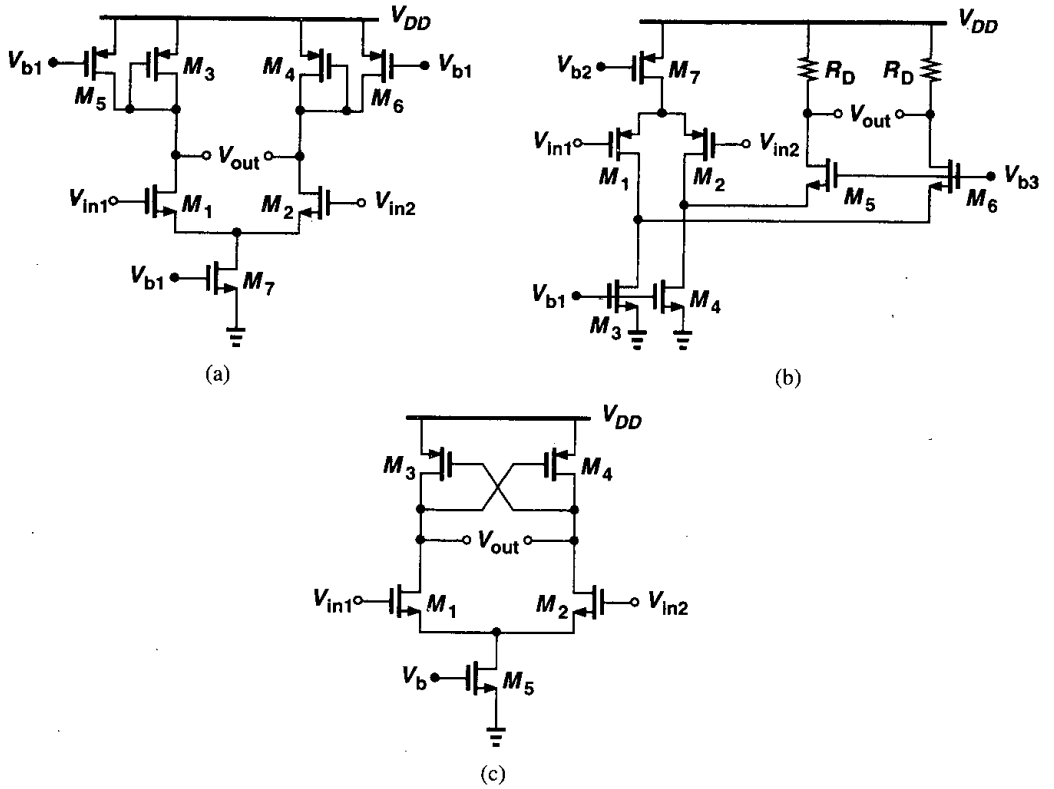 V_DD
V_b1 M_3 M_4 V_b1
M_5 M_6
V_out
V_in1 M_1 M_2 V_in2
V_b1 M_7
(a)
V_DD
V_b2 M_7 R_D R_D
V_out
V_in1 V_in2
M_1 M_2 M_5 M_6 V_b3
V_b1 M_3 M_4
(b)
V_DD
M_3 M_4
V_out
V_in1 M_1 M_2 V_in2
V_b M_5
(c)